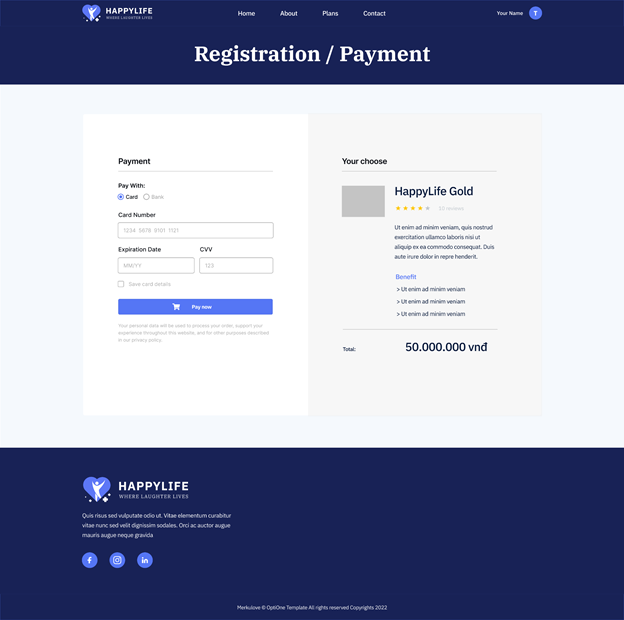 HAPPYLIFE
WHERE LAUGHTER LIVES
Home About Plans Contact
Your Name T
Registration / Payment
Payment
Pay With:
Card Bank
Card Number
1234 5678 9101 1121
Expiration Date CVV
MM/YY 123
Save card details
Pay now
Your personal data will be used to process your order, support your
experience throughout this website, and for other purposes described
in our privacy policy.
Your choose
HappyLife Gold
reviews
Ut enim ad minim veniam, quis nostrud
exercitation ullamco laboris nisi ut
aliquip ex ea commodo consequat. Duis
aute irure dolor in repre henderit.
Benefit
> Ut enim ad minim veniam
> Ut enim ad minim veniam
> Ut enim ad minim veniam
Total: 50.000.000 vnđ
HAPPYLIFE
WHERE LAUGHTER LIVES
Quis risus sed vulputate odio ut. Vitae elementum curabitur
vitae nunc sed velit dignissim sodales. Orci ac auctor augue
mauris augue neque gravida
f in
Merkulove © OptiOne Template All rights reserved Copyrights 2022